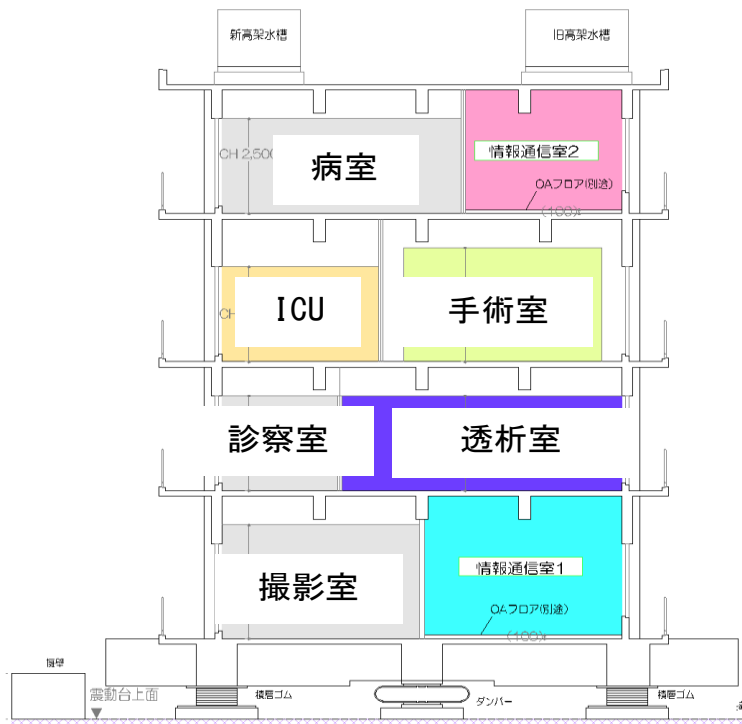 新高架水槽
旧高架水槽
CH 2,500
病室
情報通信室2
OAフロア(別途)
(100)
CH
ICU
手術室
診察室
透析室
撮影室
情報通信室1
OAフロア(別途)
(100)
擁壁
震動台上面
積層ゴム
ダンパー
積層ゴム